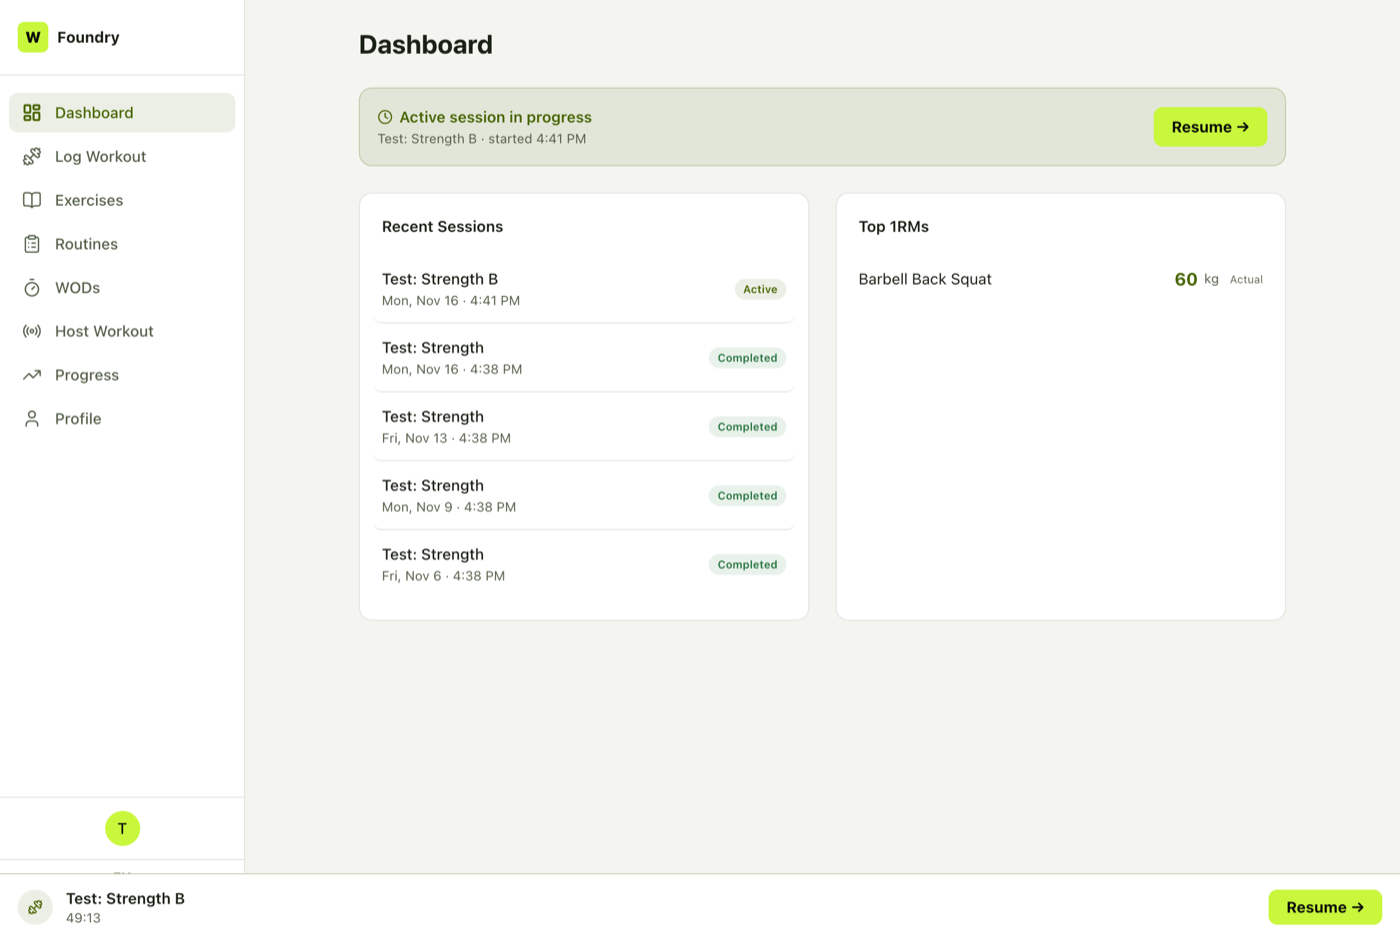 W Foundry
Dashboard
Log Workout
Exercises
Routines
WODs
Host Workout
Progress
Profile
T
Dashboard
Active session in progress
Test: Strength B · started 4:41 PM
Resume →
Recent Sessions
Test: Strength B
Mon, Nov 16 · 4:41 PM
Active
Test: Strength
Mon, Nov 16 · 4:38 PM
Completed
Test: Strength
Fri, Nov 13 · 4:38 PM
Completed
Test: Strength
Mon, Nov 9 · 4:38 PM
Completed
Test: Strength
Fri, Nov 6 · 4:38 PM
Completed
Top 1RMs
Barbell Back Squat 60 kg Actual
Test: Strength B
49:13
Resume →